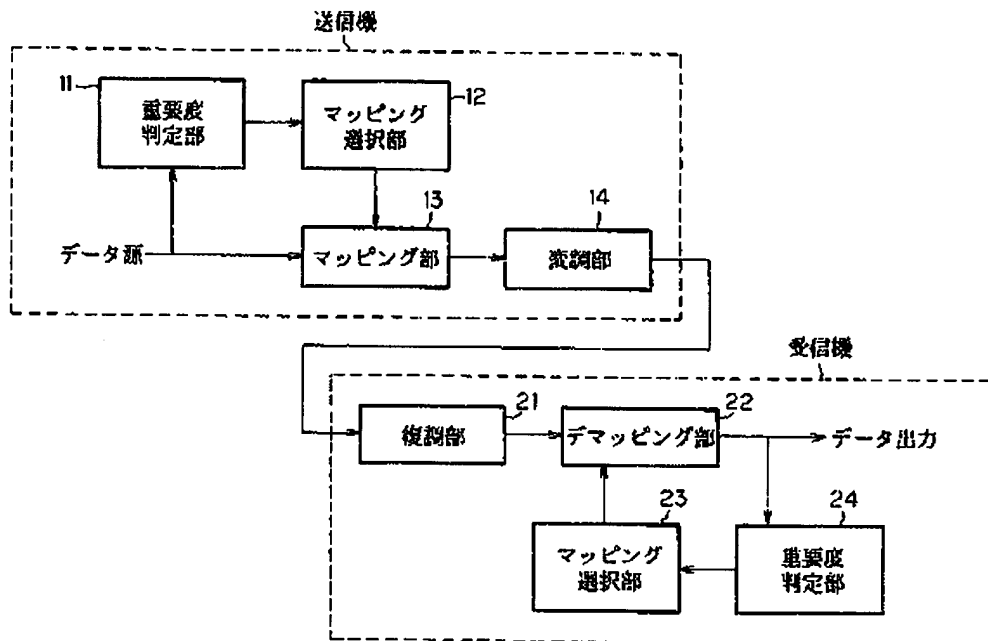 送信機
11
重要度
判定部
12
マッピング
選択部
データ源
13
マッピング部
14
変調部
受信機
21
復調部
22
デマッピング部
データ出力
23
マッピング
選択部
24
重要度
判定部